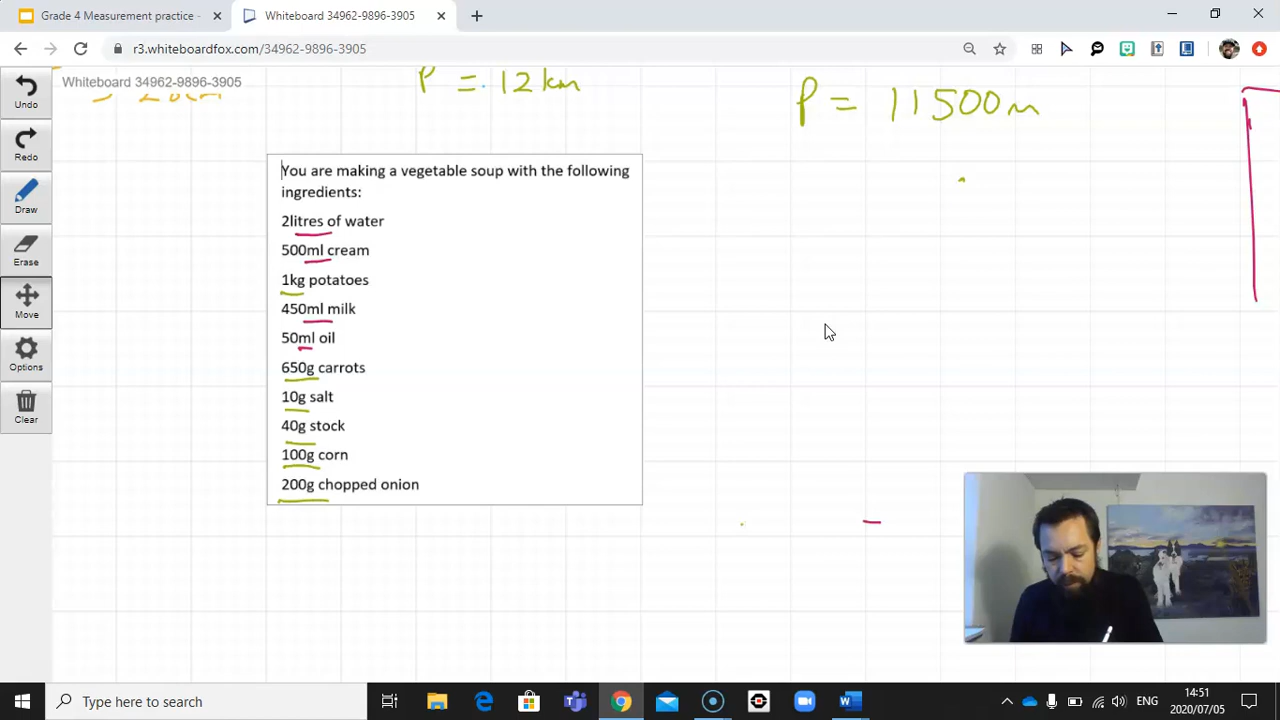 Grade 4 Measurement practice -
Whiteboard 34962-9896-3905
r3.whiteboardfox.com/34962-9896-3905
Whiteboard 34962-9896-3905
P = 12 km
P = 11500m
Undo
Redo
Draw
Erase
Move
Options
Clear
You are making a vegetable soup with the following
ingredients:
2litres of water
500ml cream
1kg potatoes
450ml milk
50ml oil
650g carrots
10g salt
40g stock
100g corn
200g chopped onion
Type here to search
ENG
14:51
2020/07/05